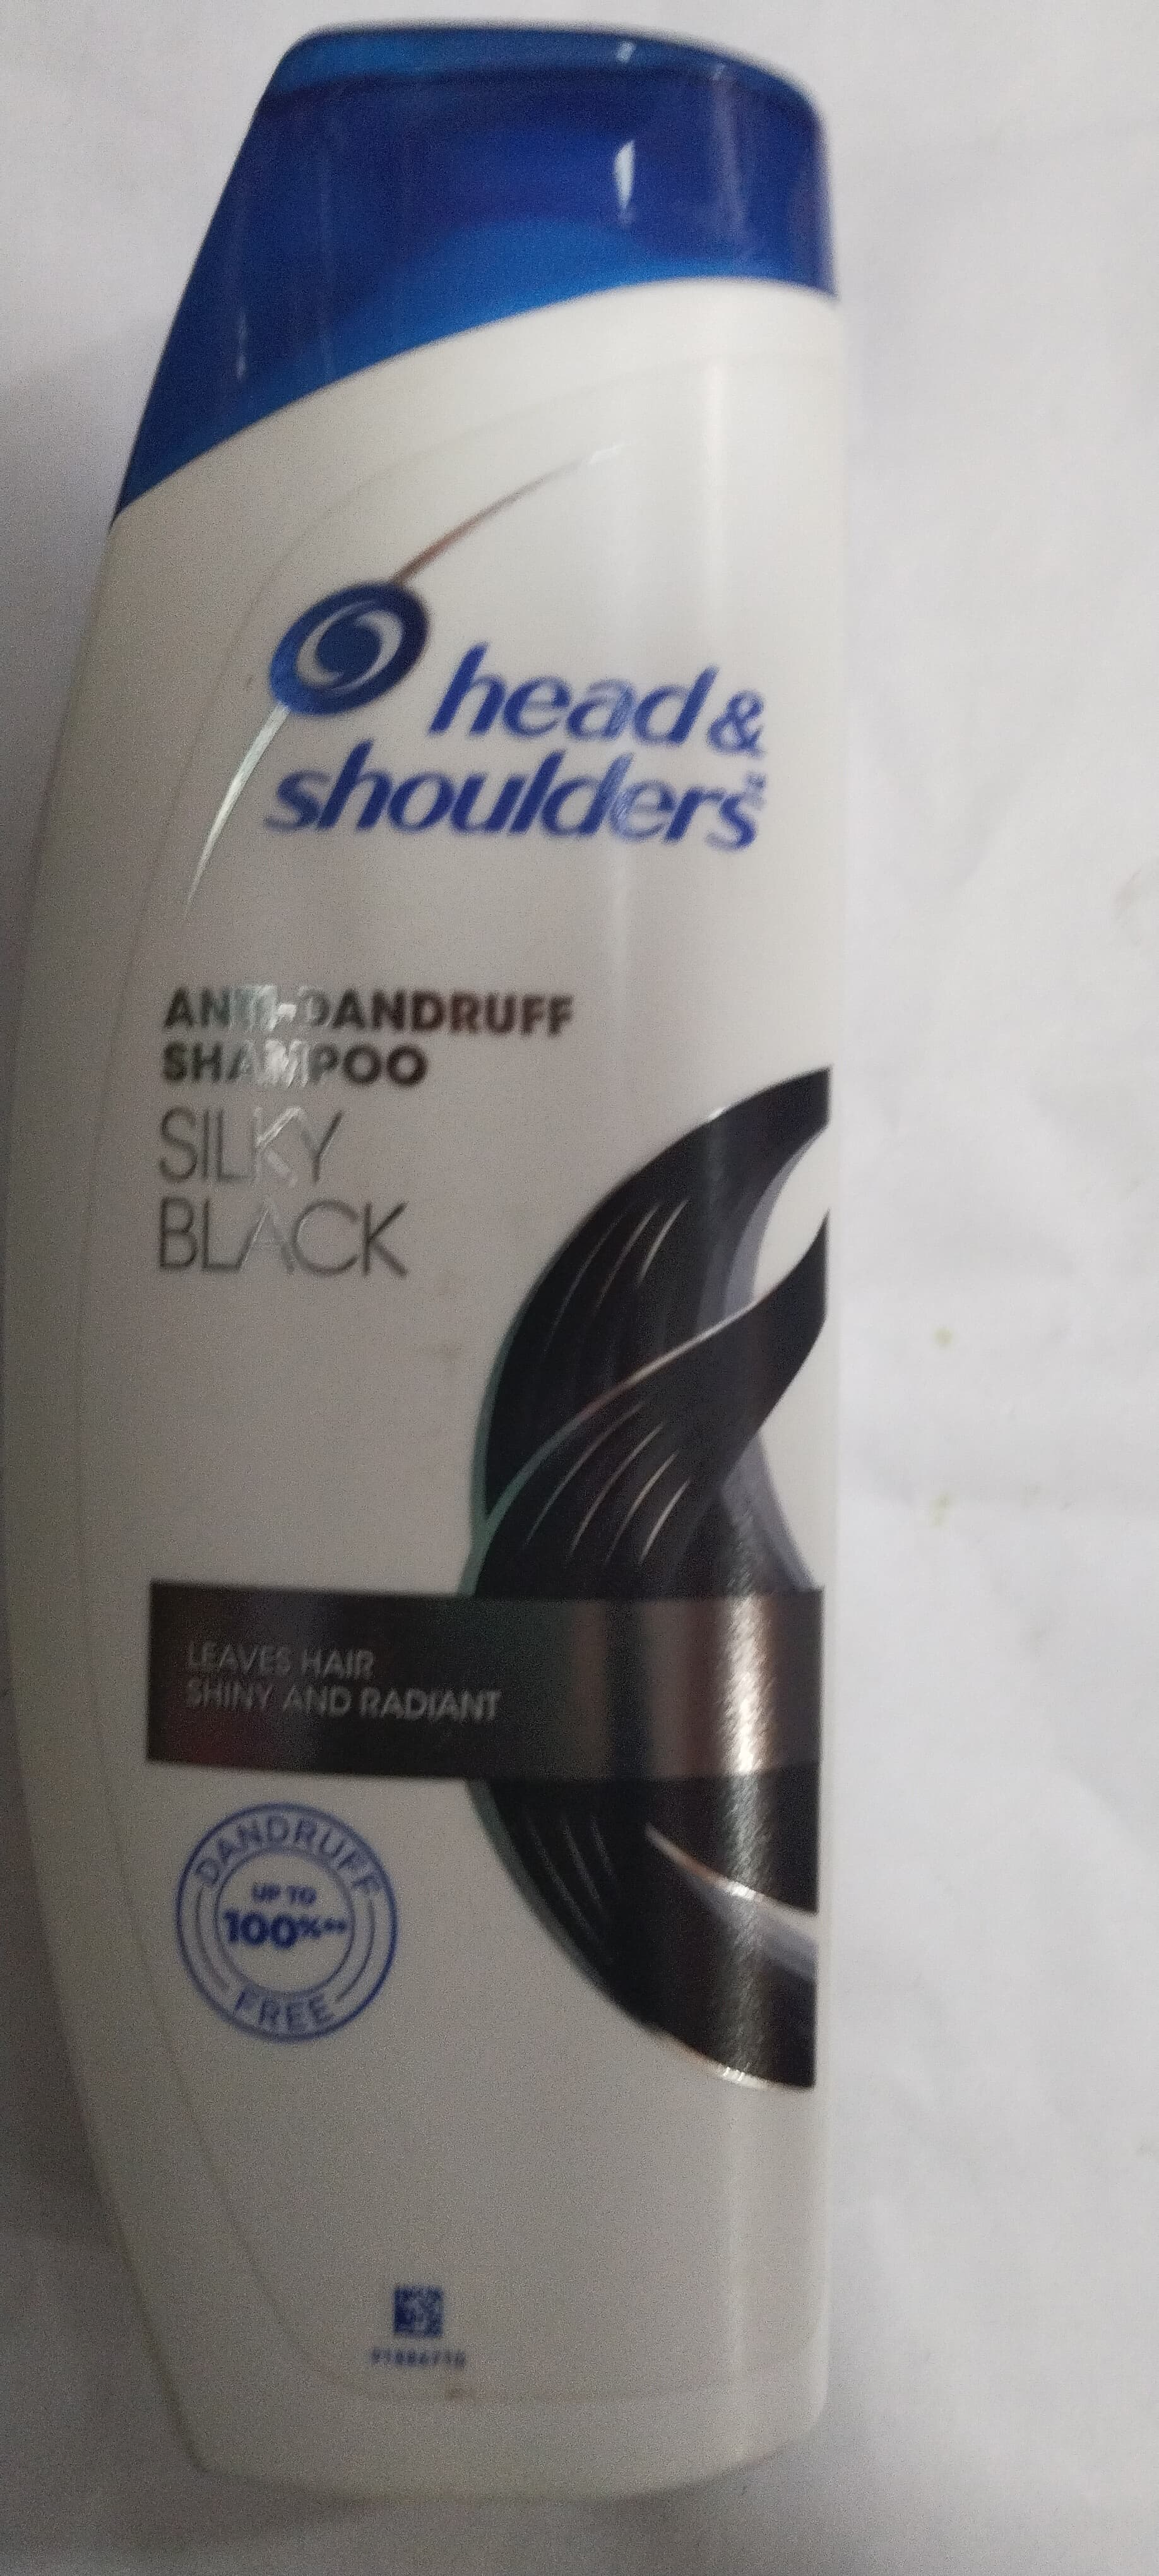 head &
shoulders
ANTI-DANDRUFF
SHAMPOO
SILKY
BLACK
LEAVES HAIR
SHINY AND RADIANT
DANDRUFF
UP TO
100%**
FREE